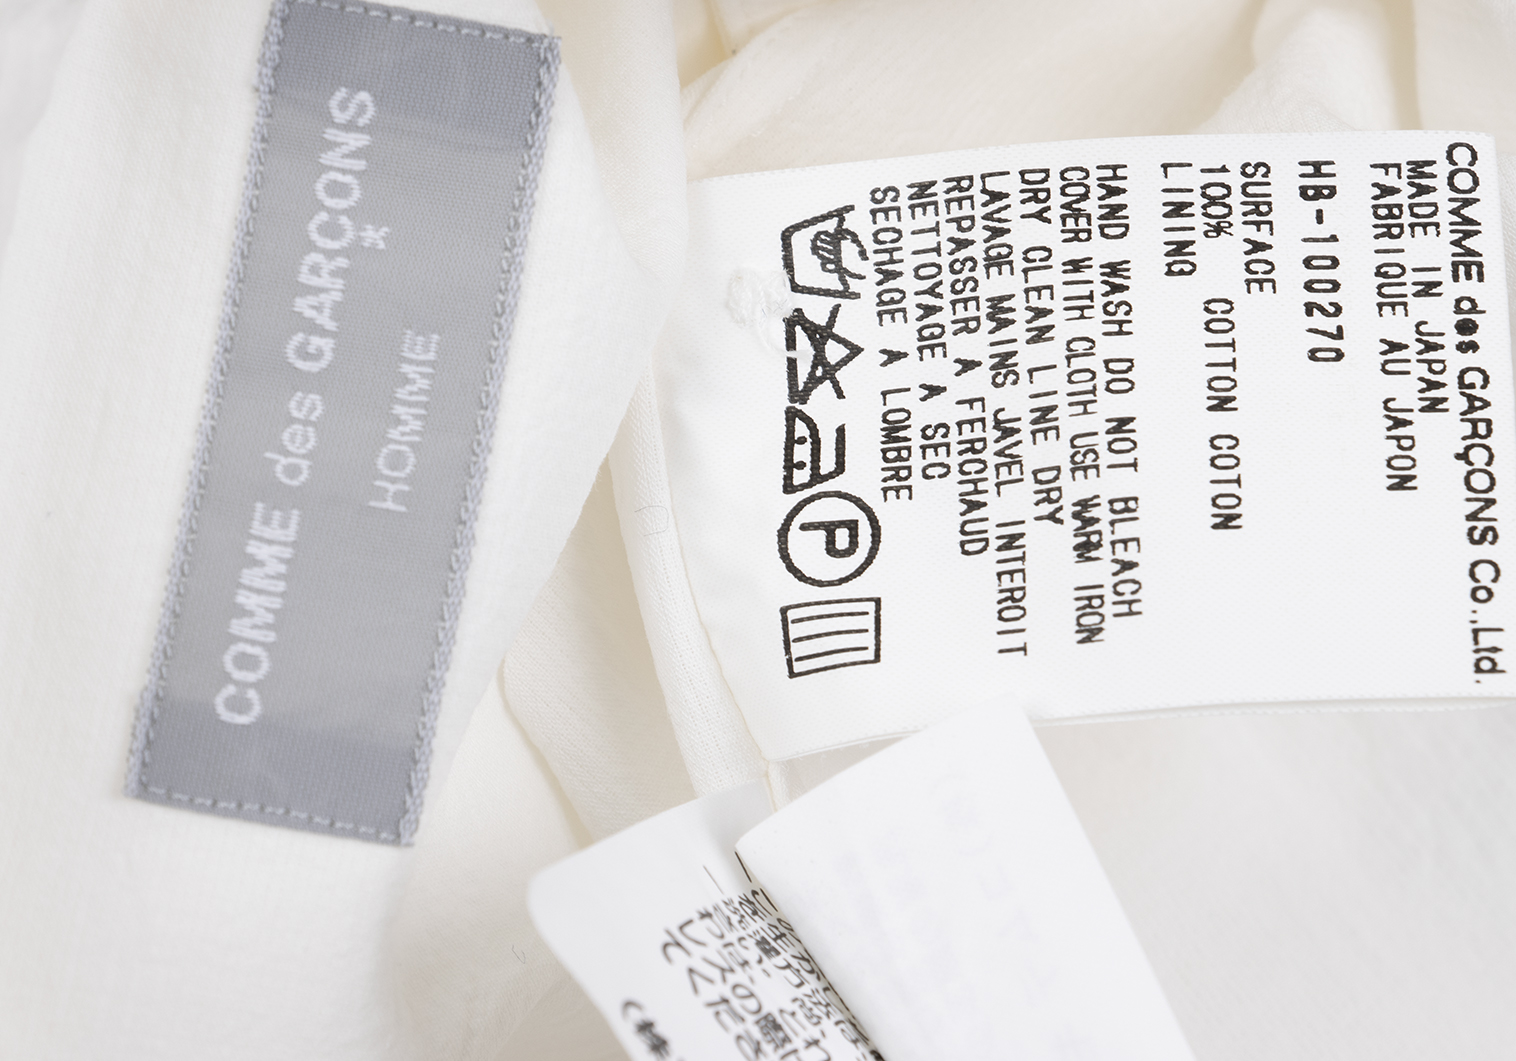 COMME des GARÇONS
HOMME
COMME des GARÇONS Co.,Ltd.
MADE IN JAPAN
FABRIQUE AU JAPON
HB-100270
SURFACE
100% COTTON COTON
LINING
HAND WASH DO NOT BLEACH
COVER WITH CLOTH USE WARM IRON
DRY CLEAN LINE DRY
LAVAGE MAINS JAVEL INTEROIT
REPASSER A FERCHAUD
NETTOYAGE A SEC
SECHAGE A LOMBRE
P